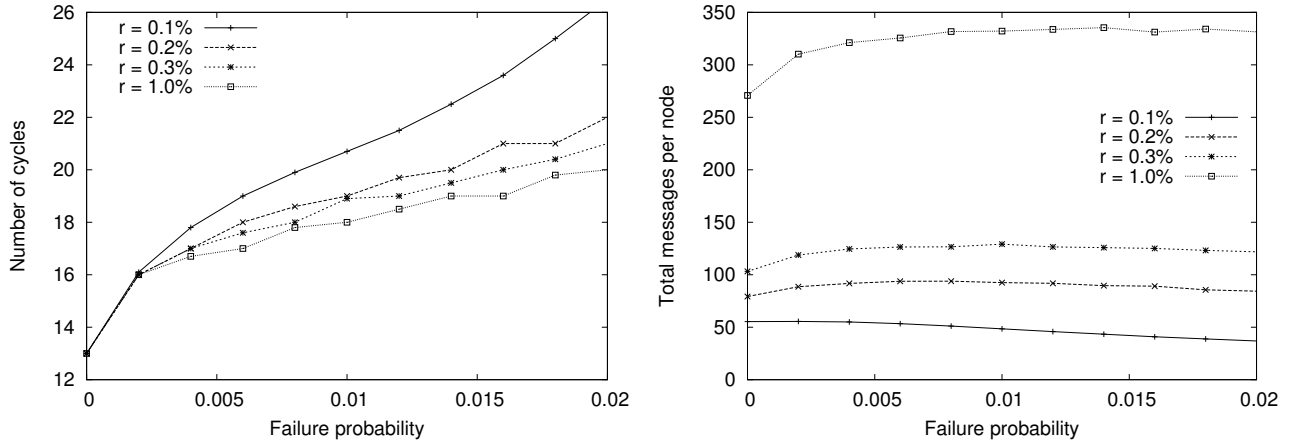 Number of cycles
26
24
22
20
18
16
14
12
r = 0.1%
r = 0.2%
r = 0.3%
r = 1.0%
0 0.005 0.01 0.015 0.02
Failure probability
Total messages per node
350
300
250
200
150
100
50
0
r = 0.1%
r = 0.2%
r = 0.3%
r = 1.0%
0 0.005 0.01 0.015 0.02
Failure probability